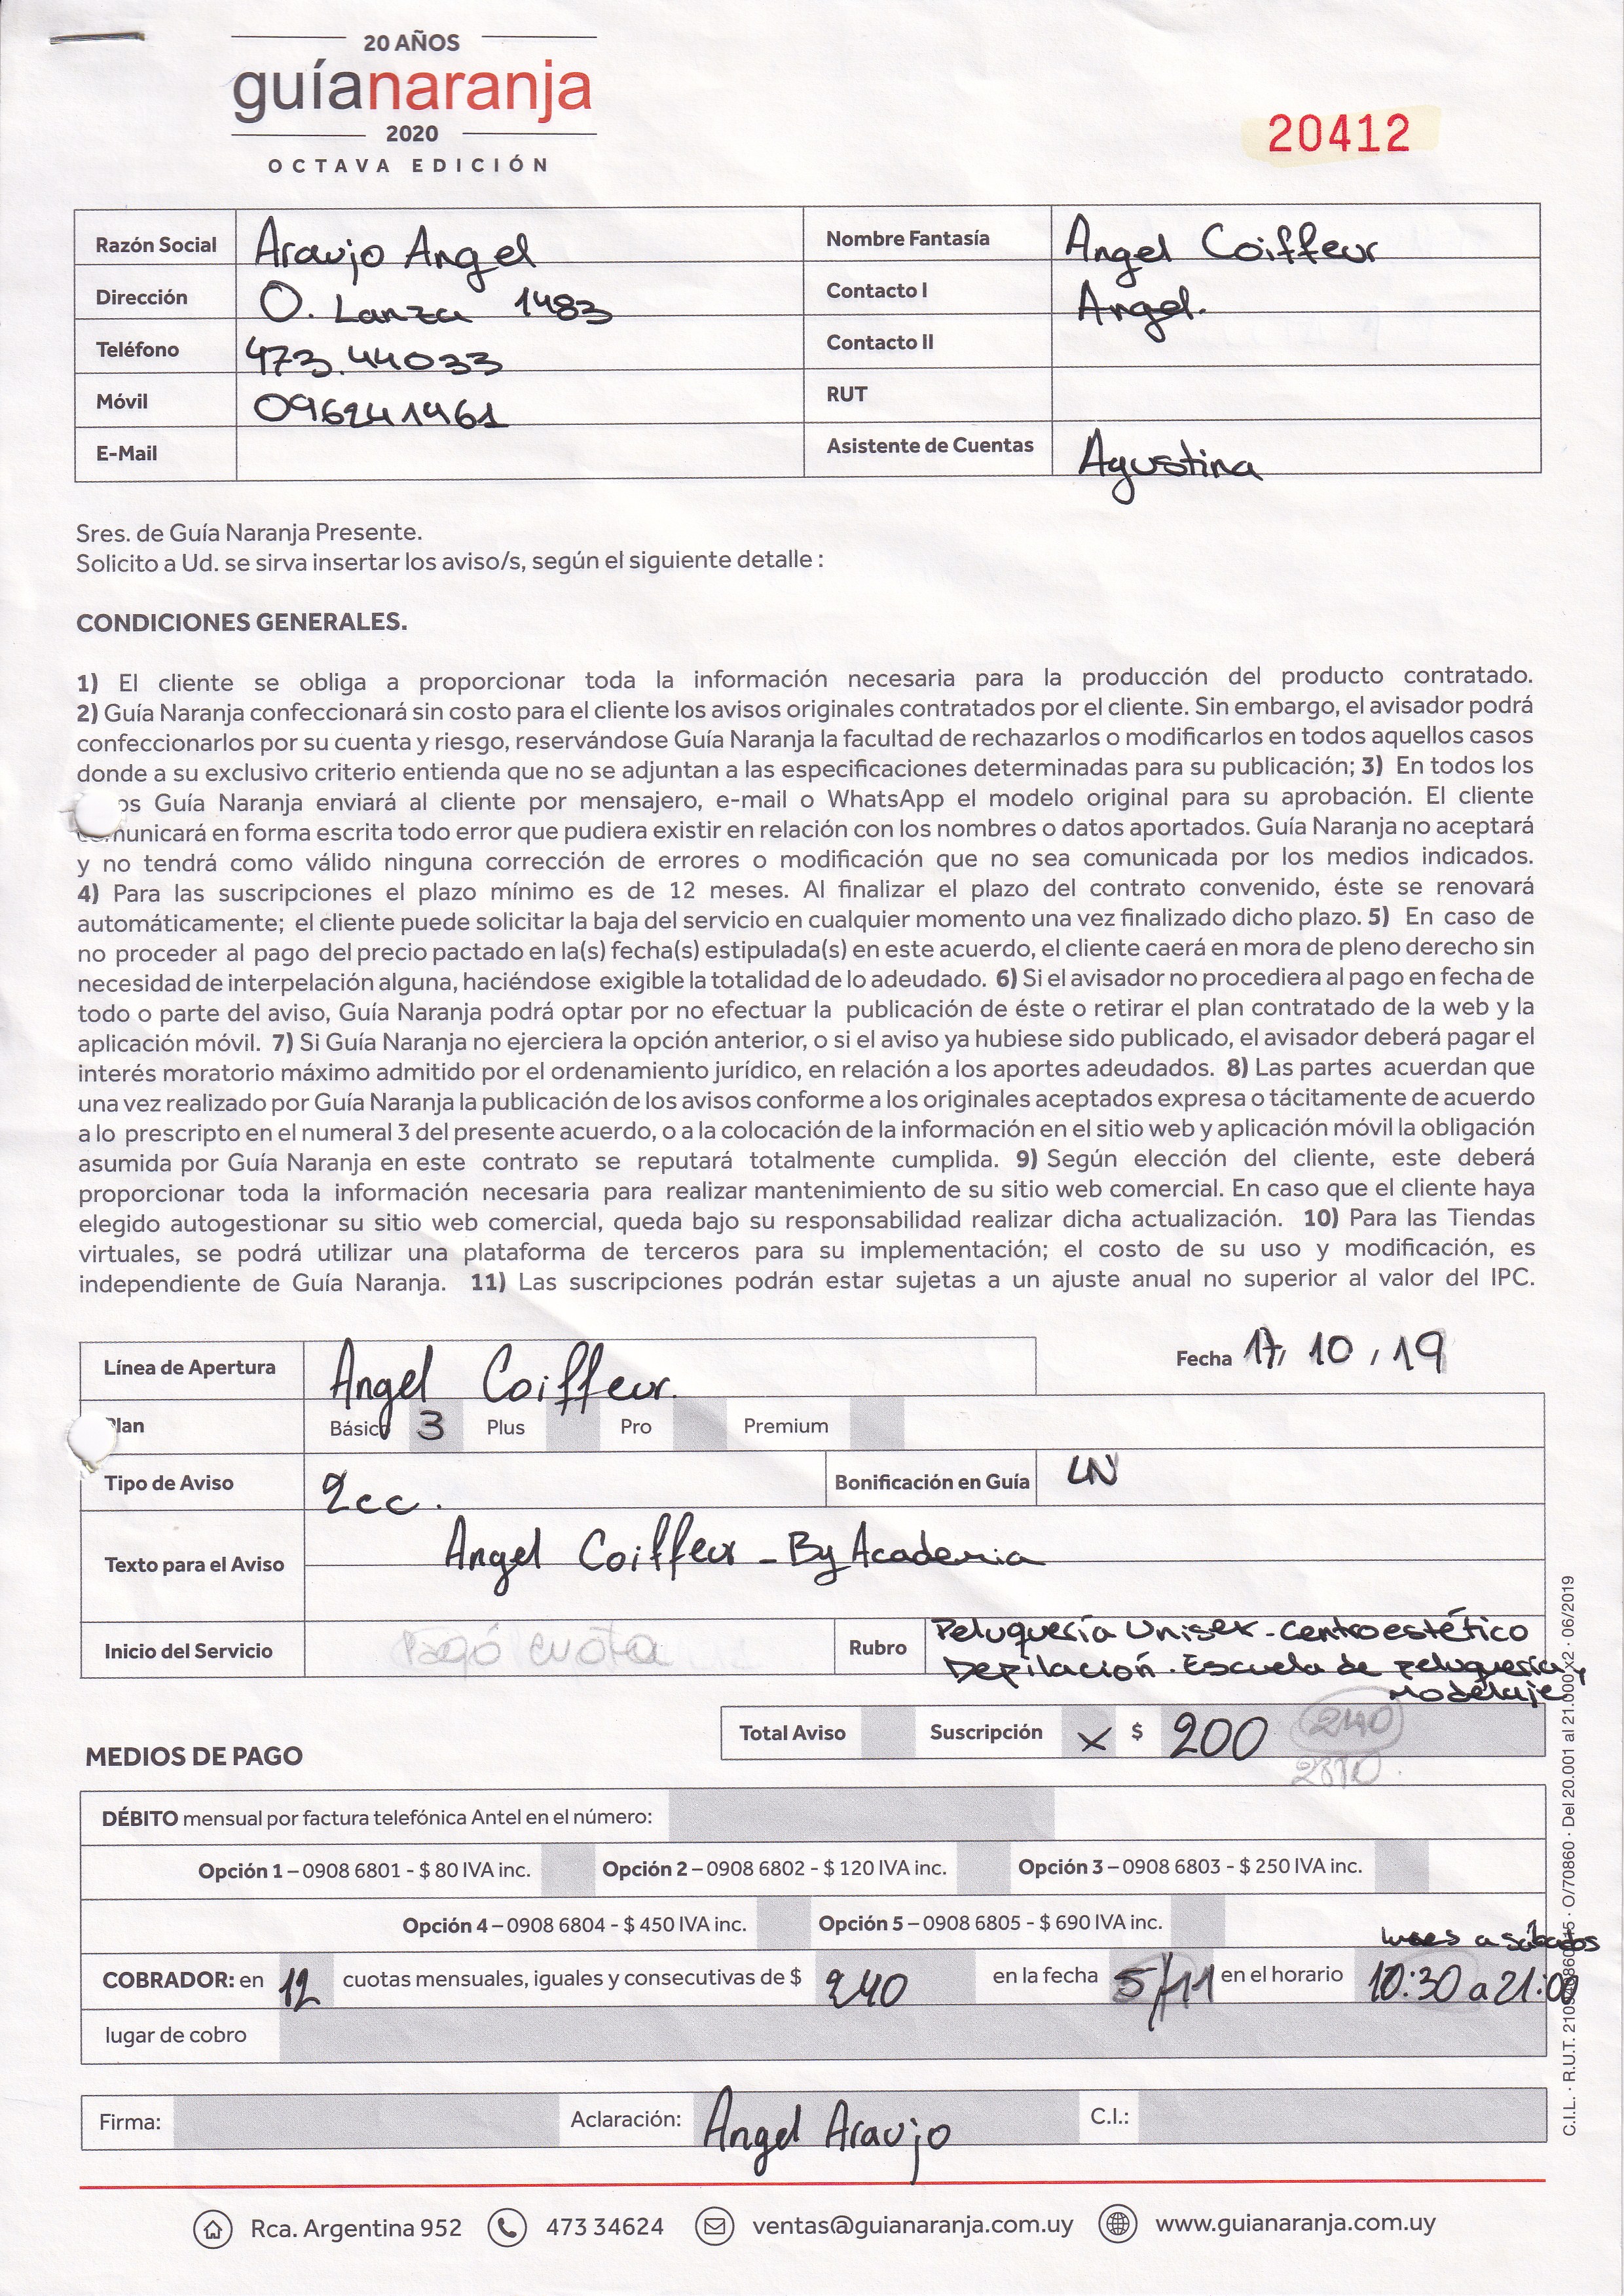 20 AÑOS
guíanaranja
2020
OCTAVA EDICIÓN
20412
Razón Social Araujo Angel Nombre Fantasía Angel Coiffeur
Dirección O. Lanza 1483 Contacto I Angel.
Teléfono 473.44033 Contacto II
Móvil 096241961 RUT
E-Mail Asistente de Cuentas Agustina
Sres. de Guía Naranja Presente.
Solicito a Ud. se sirva insertar los aviso/s, según el siguiente detalle :
CONDICIONES GENERALES.
1) El cliente se obliga a proporcionar toda la información necesaria para la producción del producto contratado.
2) Guía Naranja confeccionará sin costo para el cliente los avisos originales contratados por el cliente. Sin embargo, el avisador podrá
confeccionarlos por su cuenta y riesgo, reservándose Guía Naranja la facultad de rechazarlos o modificarlos en todos aquellos casos
donde a su exclusivo criterio entienda que no se adjuntan a las especificaciones determinadas para su publicación; 3) En todos los
os Guía Naranja enviará al cliente por mensajero, e-mail o WhatsApp el modelo original para su aprobación. El cliente
comunicará en forma escrita todo error que pudiera existir en relación con los nombres o datos aportados. Guía Naranja no aceptará
y no tendrá como válido ninguna corrección de errores o modificación que no sea comunicada por los medios indicados.
4) Para las suscripciones el plazo mínimo es de 12 meses. Al finalizar el plazo del contrato convenido, éste se renovará
automáticamente; el cliente puede solicitar la baja del servicio en cualquier momento una vez finalizado dicho plazo. 5) En caso de
no proceder al pago del precio pactado en la(s) fecha(s) estipulada(s) en este acuerdo, el cliente caerá en mora de pleno derecho sin
necesidad de interpelación alguna, haciéndose exigible la totalidad de lo adeudado. 6) Si el avisador no procediera al pago en fecha de
todo o parte del aviso, Guía Naranja podrá optar por no efectuar la publicación de éste o retirar el plan contratado de la web y la
aplicación móvil. 7) Si Guía Naranja no ejerciera la opción anterior, o si el aviso ya hubiese sido publicado, el avisador deberá pagar el
interés moratorio máximo admitido por el ordenamiento jurídico, en relación a los aportes adeudados. 8) Las partes acuerdan que
una vez realizado por Guía Naranja la publicación de los avisos conforme a los originales aceptados expresa o tácitamente de acuerdo
a lo prescripto en el numeral 3 del presente acuerdo, o a la colocación de la información en el sitio web y aplicación móvil la obligación
asumida por Guía Naranja en este contrato se reputará totalmente cumplida. 9) Según elección del cliente, este deberá
proporcionar toda la información necesaria para realizar mantenimiento de su sitio web comercial. En caso que el cliente haya
elegido autogestionar su sitio web comercial, queda bajo su responsabilidad realizar dicha actualización. 10) Para las Tiendas
virtuales, se podrá utilizar una plataforma de terceros para su implementación; el costo de su uso y modificación, es
independiente de Guía Naranja. 11) Las suscripciones podrán estar sujetas a un ajuste anual no superior al valor del IPC.
Línea de Apertura Angel Coiffeur. Fecha 17/ 10 / 19
Plan Básico 3 Plus Pro Premium
Tipo de Aviso 2cc. Bonificación en Guía LN
Texto para el Aviso Angel Coiffeur - By Academia
Inicio del Servicio Pagó cuota Rubro Peluquería Unisex - Centro estético
Depilación. Escuela de peluquería y
modelaje
Total Aviso Suscripción x $ 200 240
MEDIOS DE PAGO
DÉBITO mensual por factura telefónica Antel en el número:
Opción 1 – 0908 6801 - $ 80 IVA inc. Opción 2 – 0908 6802 - $ 120 IVA inc. Opción 3 – 0908 6803 - $ 250 IVA inc.
Opción 4 – 0908 6804 - $ 450 IVA inc. Opción 5 – 0908 6805 - $ 690 IVA inc.
lunes a sábados
COBRADOR: en 12 cuotas mensuales, iguales y consecutivas de $ 240 en la fecha 5/11 en el horario 10:30 a 21:00
lugar de cobro
Firma: Aclaración: Angel Araujo C.I.:
Rca. Argentina 952 473 34624 ventas@guianaranja.com.uy www.guianaranja.com.uy
C.I.L. · R.U.T. · O/70860 · Del 20.001 al 21.000 x2 · 06/2019